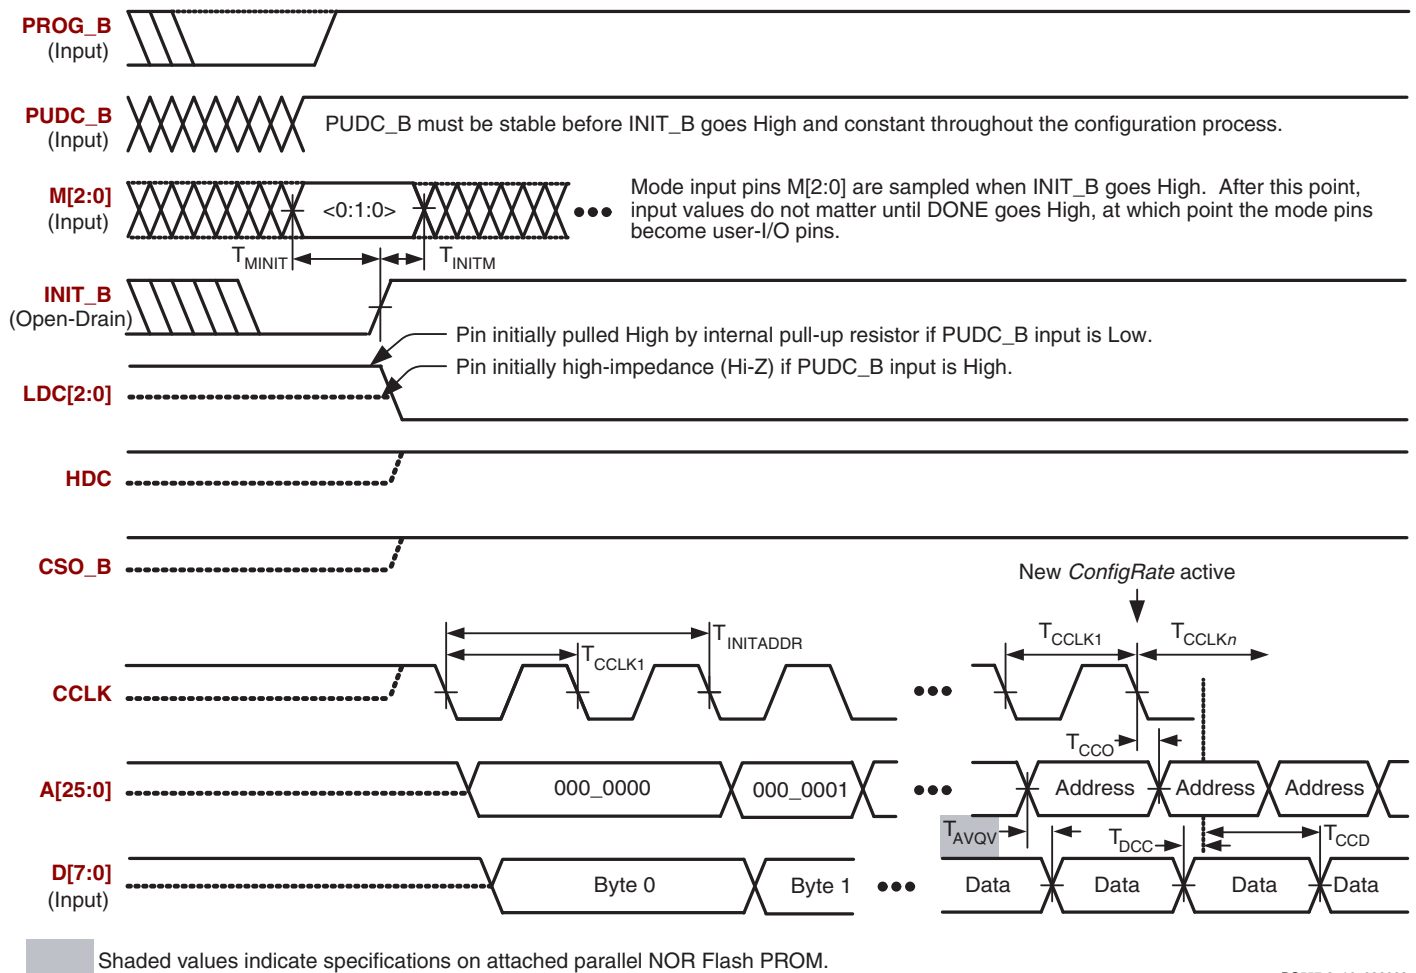 PROG_B
(Input)
PUDC_B
(Input)
PUDC_B must be stable before INIT_B goes High and constant throughout the configuration process.
M[2:0]
(Input)
<0:1:0>
Mode input pins M[2:0] are sampled when INIT_B goes High. After this point,
input values do not matter until DONE goes High, at which point the mode pins
become user-I/O pins.
TMINIT
TINITM
INIT_B
(Open-Drain)
Pin initially pulled High by internal pull-up resistor if PUDC_B input is Low.
Pin initially high-impedance (Hi-Z) if PUDC_B input is High.
LDC[2:0]
HDC
CSO_B
New ConfigRate active
TINITADDR
TCCLK1
TCCLK1
TCCLKn
CCLK
TCCO
A[25:0]
000_0000
000_0001
Address
Address
Address
TAVQV
TDCC
TCCD
D[7:0]
(Input)
Byte 0
Byte 1
Data
Data
Data
Data
Shaded values indicate specifications on attached parallel NOR Flash PROM.